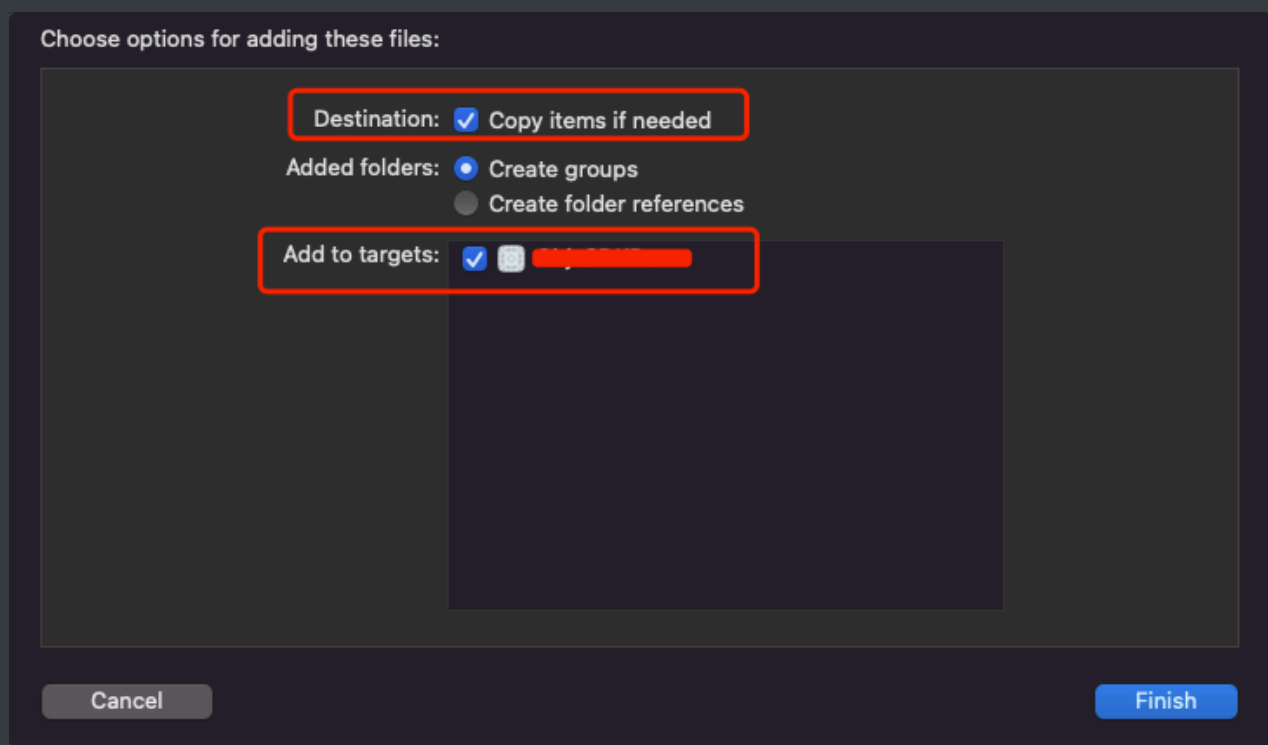 Choose options for adding these files:
Destination: Copy items if needed
Added folders: Create groups
Create folder references
Add to targets:
Cancel
Finish